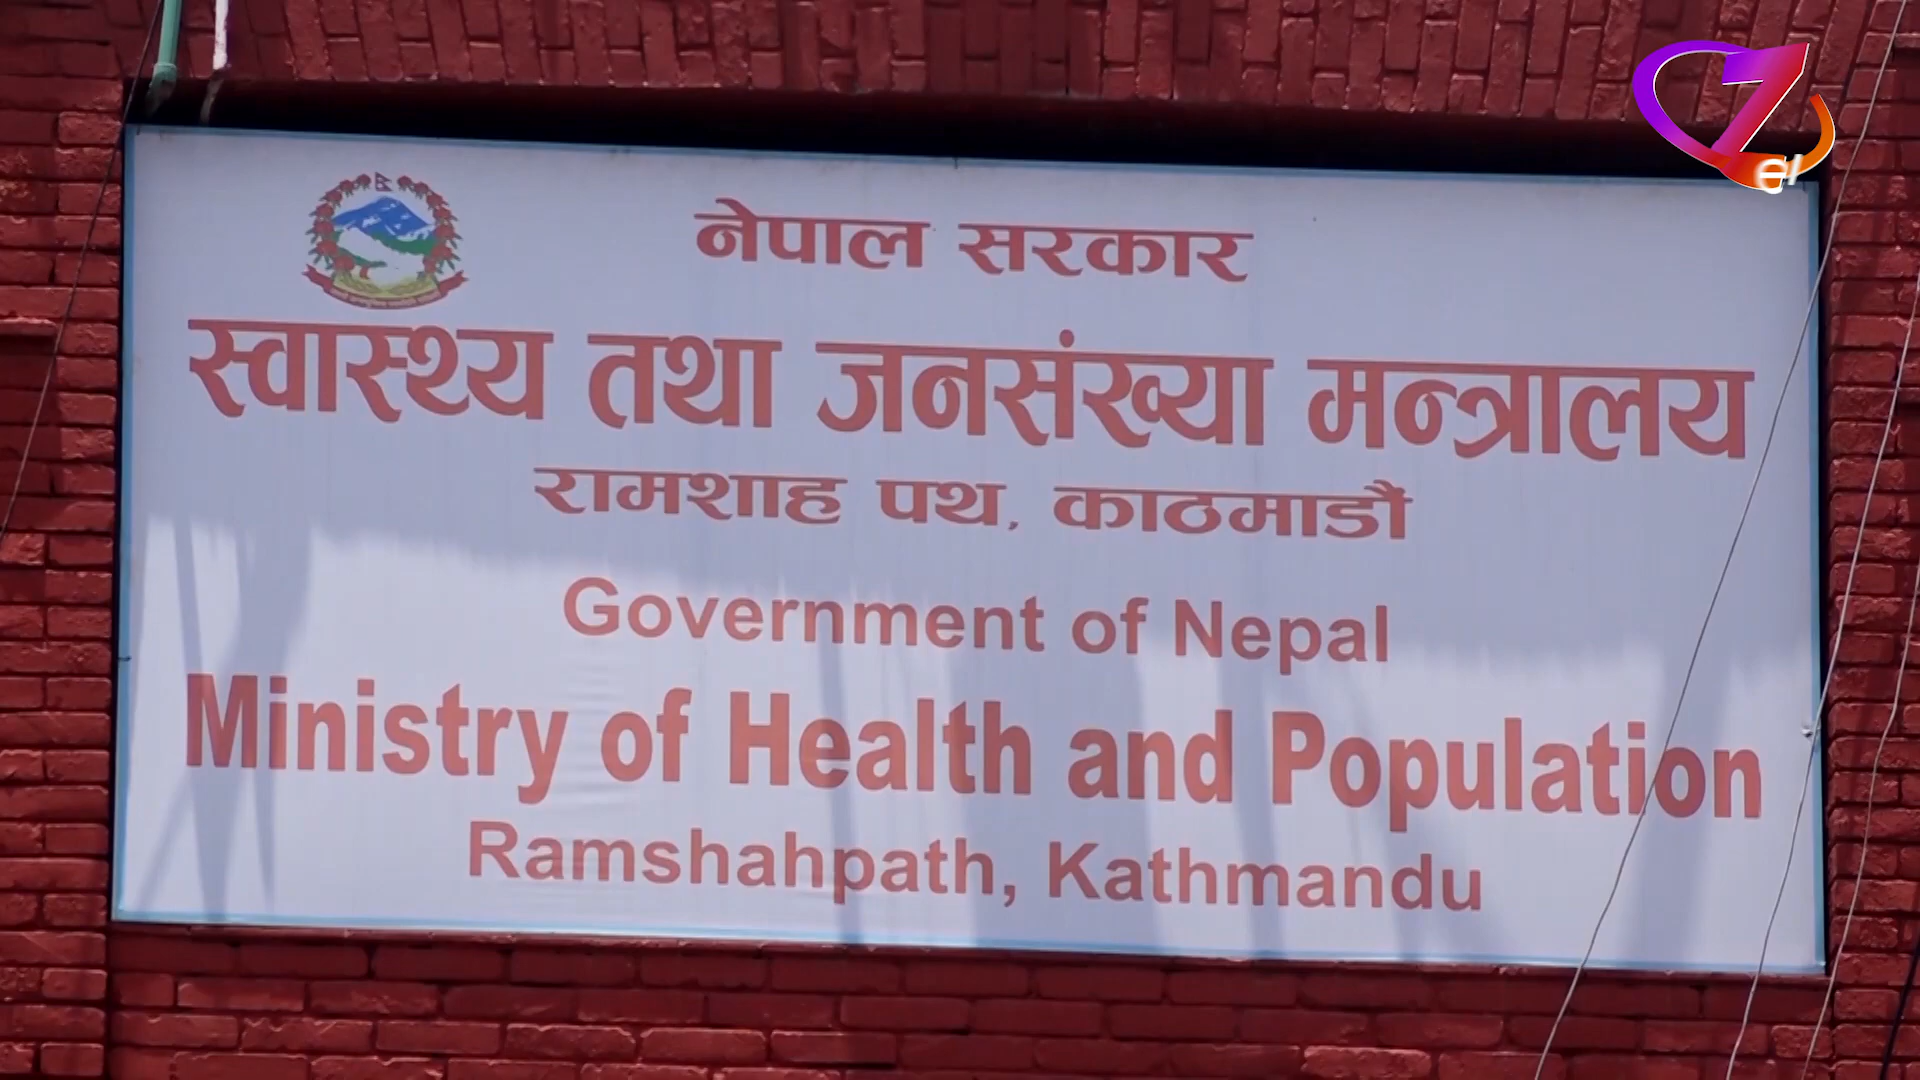 नेपाल सरकार
स्वास्थ्य तथा जनसंख्या मन्त्रालय
रामशाह पथ, काठमाडौं
Government of Nepal
Ministry of Health and Population
Ramshahpath, Kathmandu